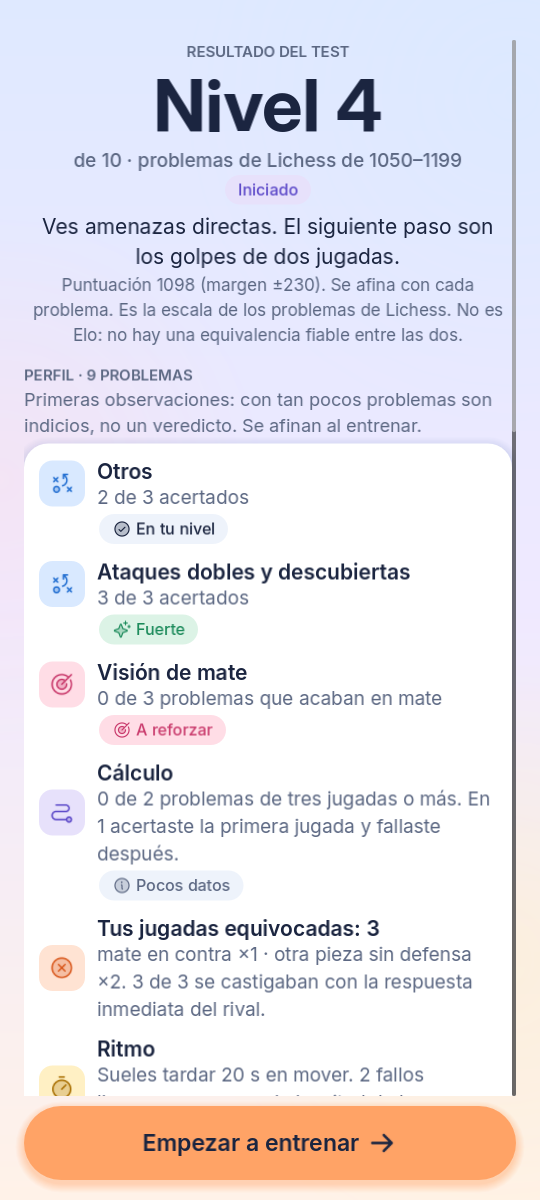 RESULTADO DEL TEST
Nivel 4
de 10 · problemas de Lichess de 1050–1199
Iniciado
Ves amenazas directas. El siguiente paso son
los golpes de dos jugadas.
Puntuación 1098 (margen ±230). Se afina con cada
problema. Es la escala de los problemas de Lichess. No es
Elo: no hay una equivalencia fiable entre las dos.
PERFIL · 9 PROBLEMAS
Primeras observaciones: con tan pocos problemas son
indicios, no un veredicto. Se afinan al entrenar.
Otros
2 de 3 acertados
En tu nivel
Ataques dobles y descubiertas
3 de 3 acertados
Fuerte
Visión de mate
0 de 3 problemas que acaban en mate
A reforzar
Cálculo
0 de 2 problemas de tres jugadas o más. En
1 acertaste la primera jugada y fallaste
después.
Pocos datos
Tus jugadas equivocadas: 3
mate en contra ×1 · otra pieza sin defensa
×2. 3 de 3 se castigaban con la respuesta
inmediata del rival.
Ritmo
Sueles tardar 20 s en mover. 2 fallos
Empezar a entrenar →